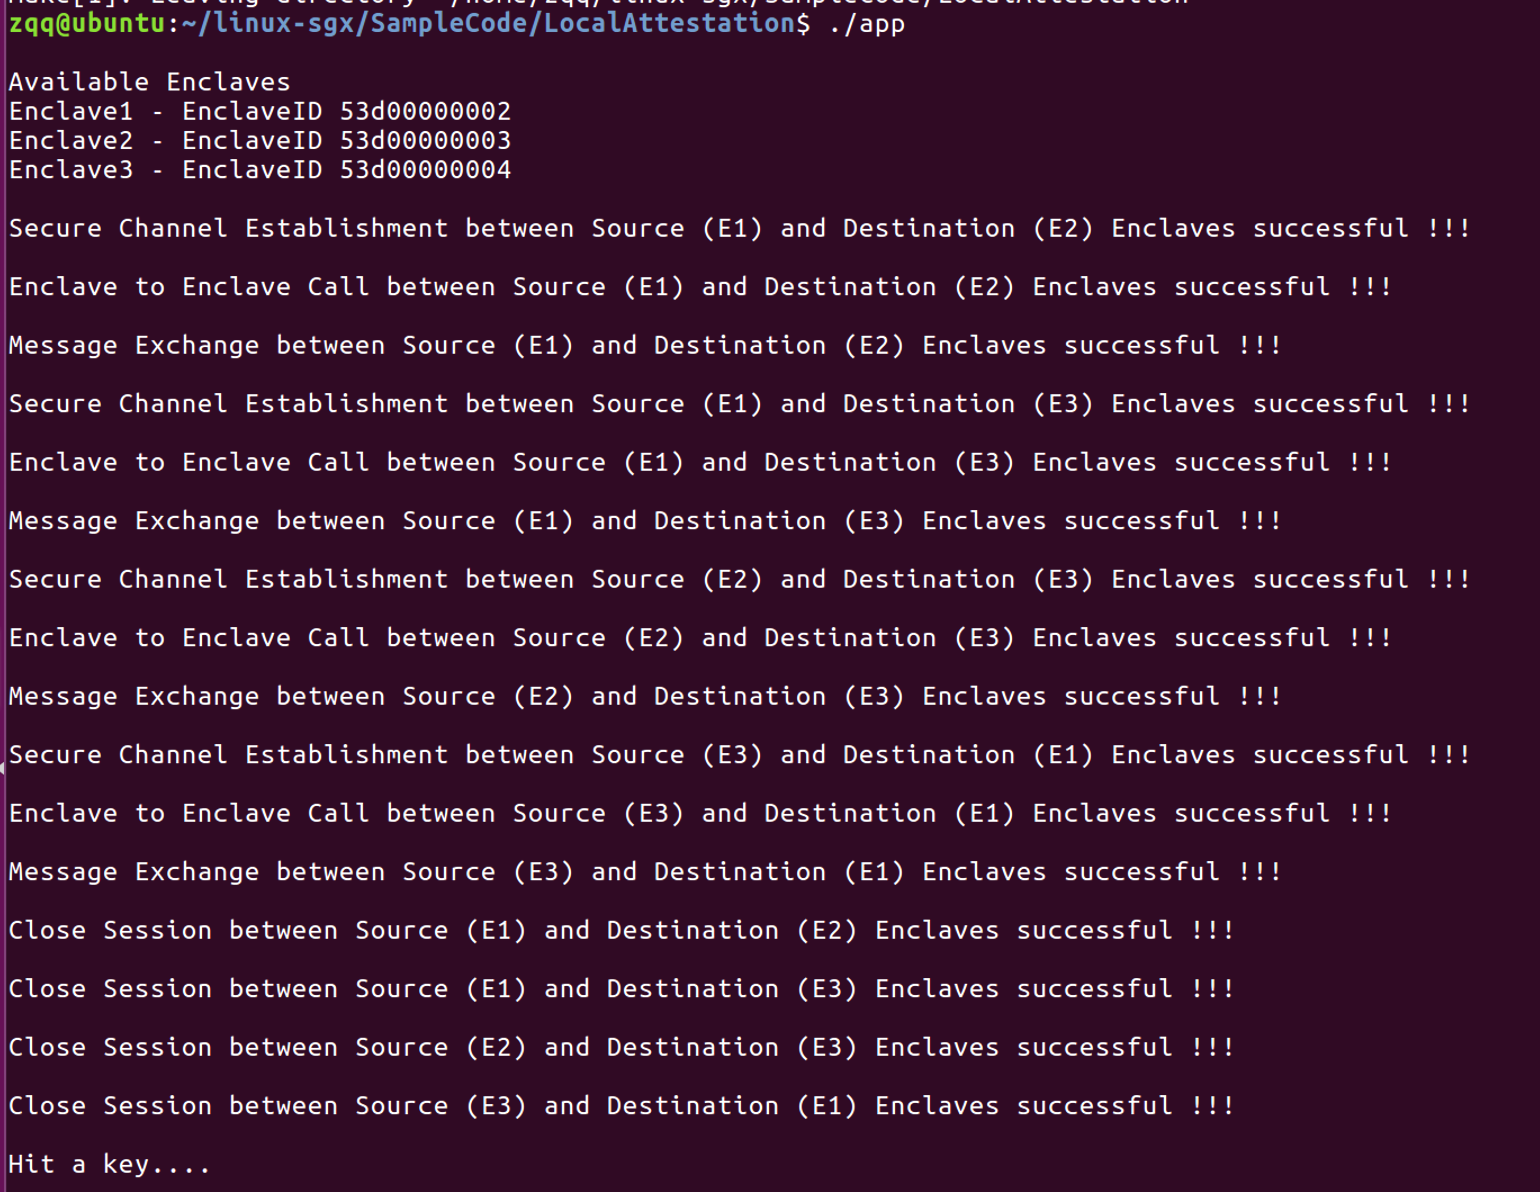 zqq@ubuntu:~/linux-sgx/SampleCode/LocalAttestation$ ./app
Available Enclaves
Enclave1 - EnclaveID 53d00000002
Enclave2 - EnclaveID 53d00000003
Enclave3 - EnclaveID 53d00000004
Secure Channel Establishment between Source (E1) and Destination (E2) Enclaves successful !!!
Enclave to Enclave Call between Source (E1) and Destination (E2) Enclaves successful !!!
Message Exchange between Source (E1) and Destination (E2) Enclaves successful !!!
Secure Channel Establishment between Source (E1) and Destination (E3) Enclaves successful !!!
Enclave to Enclave Call between Source (E1) and Destination (E3) Enclaves successful !!!
Message Exchange between Source (E1) and Destination (E3) Enclaves successful !!!
Secure Channel Establishment between Source (E2) and Destination (E3) Enclaves successful !!!
Enclave to Enclave Call between Source (E2) and Destination (E3) Enclaves successful !!!
Message Exchange between Source (E2) and Destination (E3) Enclaves successful !!!
Secure Channel Establishment between Source (E3) and Destination (E1) Enclaves successful !!!
Enclave to Enclave Call between Source (E3) and Destination (E1) Enclaves successful !!!
Message Exchange between Source (E3) and Destination (E1) Enclaves successful !!!
Close Session between Source (E1) and Destination (E2) Enclaves successful !!!
Close Session between Source (E1) and Destination (E3) Enclaves successful !!!
Close Session between Source (E2) and Destination (E3) Enclaves successful !!!
Close Session between Source (E3) and Destination (E1) Enclaves successful !!!
Hit a key....